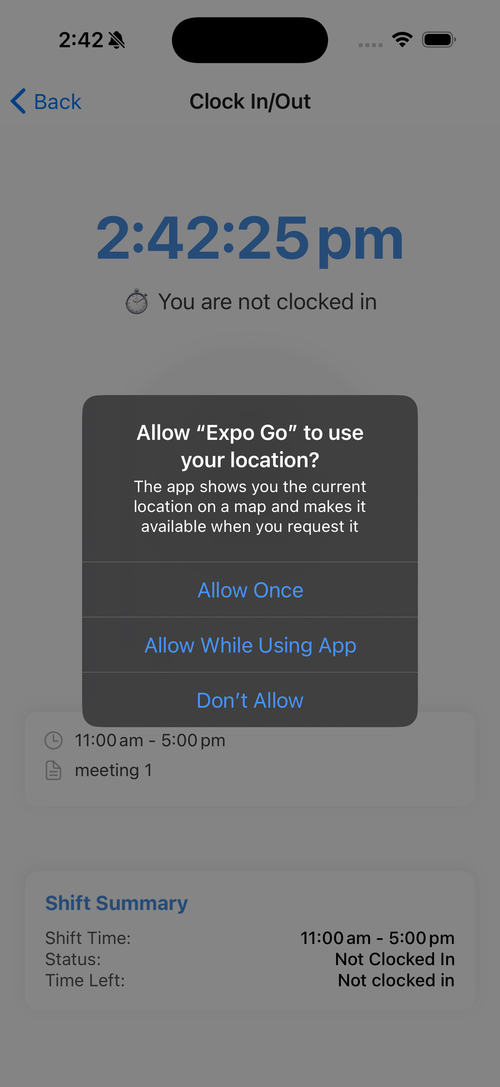 2:42
Back
Clock In/Out
2:42:25 pm
You are not clocked in
Allow “Expo Go” to use
your location?
The app shows you the current
location on a map and makes it
available when you request it
Allow Once
Allow While Using App
Don’t Allow
11:00 am - 5:00 pm
meeting 1
Shift Summary
Shift Time: 11:00 am - 5:00 pm
Status: Not Clocked In
Time Left: Not clocked in